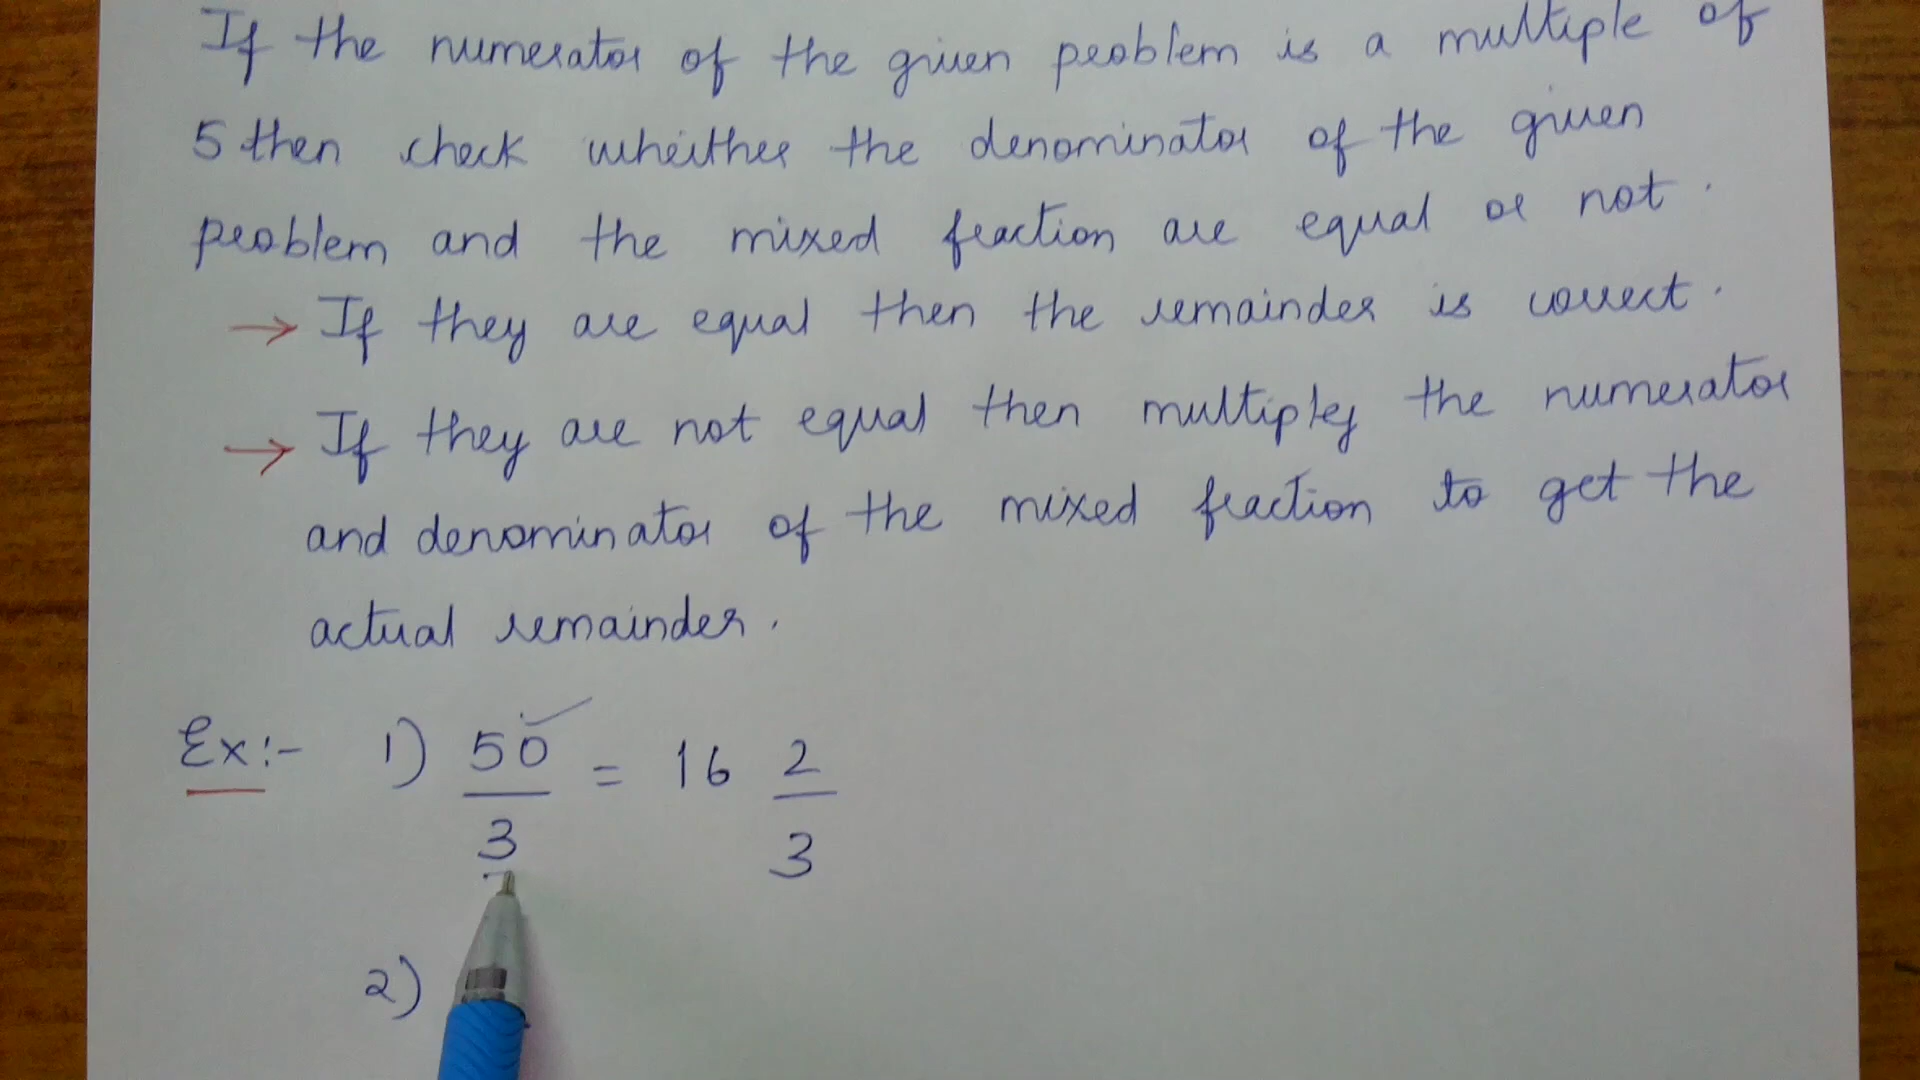 If the numerator of the given problem is a multiple of
5 then check wheither the denominator of the given
problem and the mixed fraction are equal or not.
→ If they are equal then the remainder is correct.
→ If they are not equal then multiply the numerator
and denominator of the mixed fraction to get the
actual remainder.
Ex:- 1) 50/3 = 16 2/3
2)